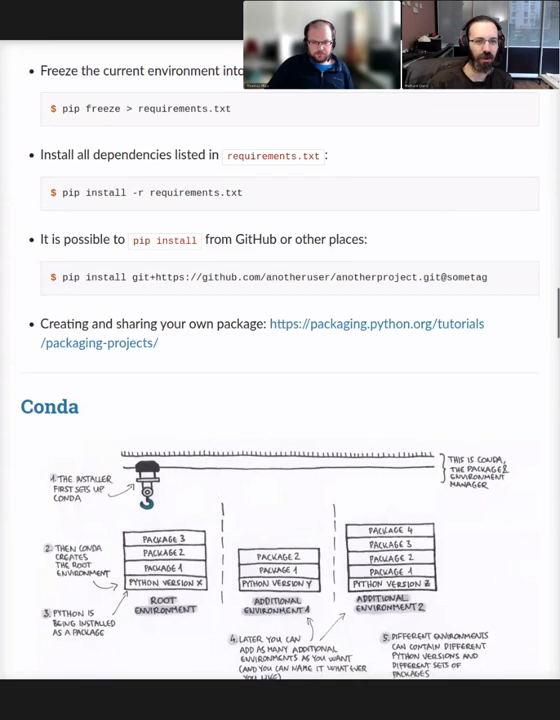 Freeze the current environment into
$ pip freeze > requirements.txt
Install all dependencies listed in requirements.txt :
$ pip install -r requirements.txt
It is possible to pip install from GitHub or other places:
$ pip install git+https://github.com/anotheruser/anotherproject.git@sometag
Creating and sharing your own package: https://packaging.python.org/tutorials
/packaging-projects/
Conda
1. THE INSTALLER
FIRST SETS UP
CONDA
THIS IS CONDA,
THE PACKAGE &
ENVIRONMENT
MANAGER
2. THEN CONDA
CREATES
THE ROOT
ENVIRONMENT
3. PYTHON IS
BEING INSTALLED
AS A PACKAGE
PACKAGE 3
PACKAGE 2
PACKAGE 1
PYTHON VERSION X
ROOT
ENVIRONMENT
PACKAGE 2
PACKAGE 1
PYTHON VERSION Y
ADDITIONAL
ENVIRONMENT 1
PACKAGE 4
PACKAGE 3
PACKAGE 2
PACKAGE 1
PYTHON VERSION Z
ADDITIONAL
ENVIRONMENT 2
4. LATER YOU CAN
ADD AS MANY ADDITIONAL
ENVIRONMENTS AS YOU WANT
(AND YOU CAN NAME IT WHAT EVER
YOU LIKE)
5. DIFFERENT ENVIRONMENTS
CAN CONTAIN DIFFERENT
PYTHON VERSIONS AND
DIFFERENT SETS OF
PACKAGES